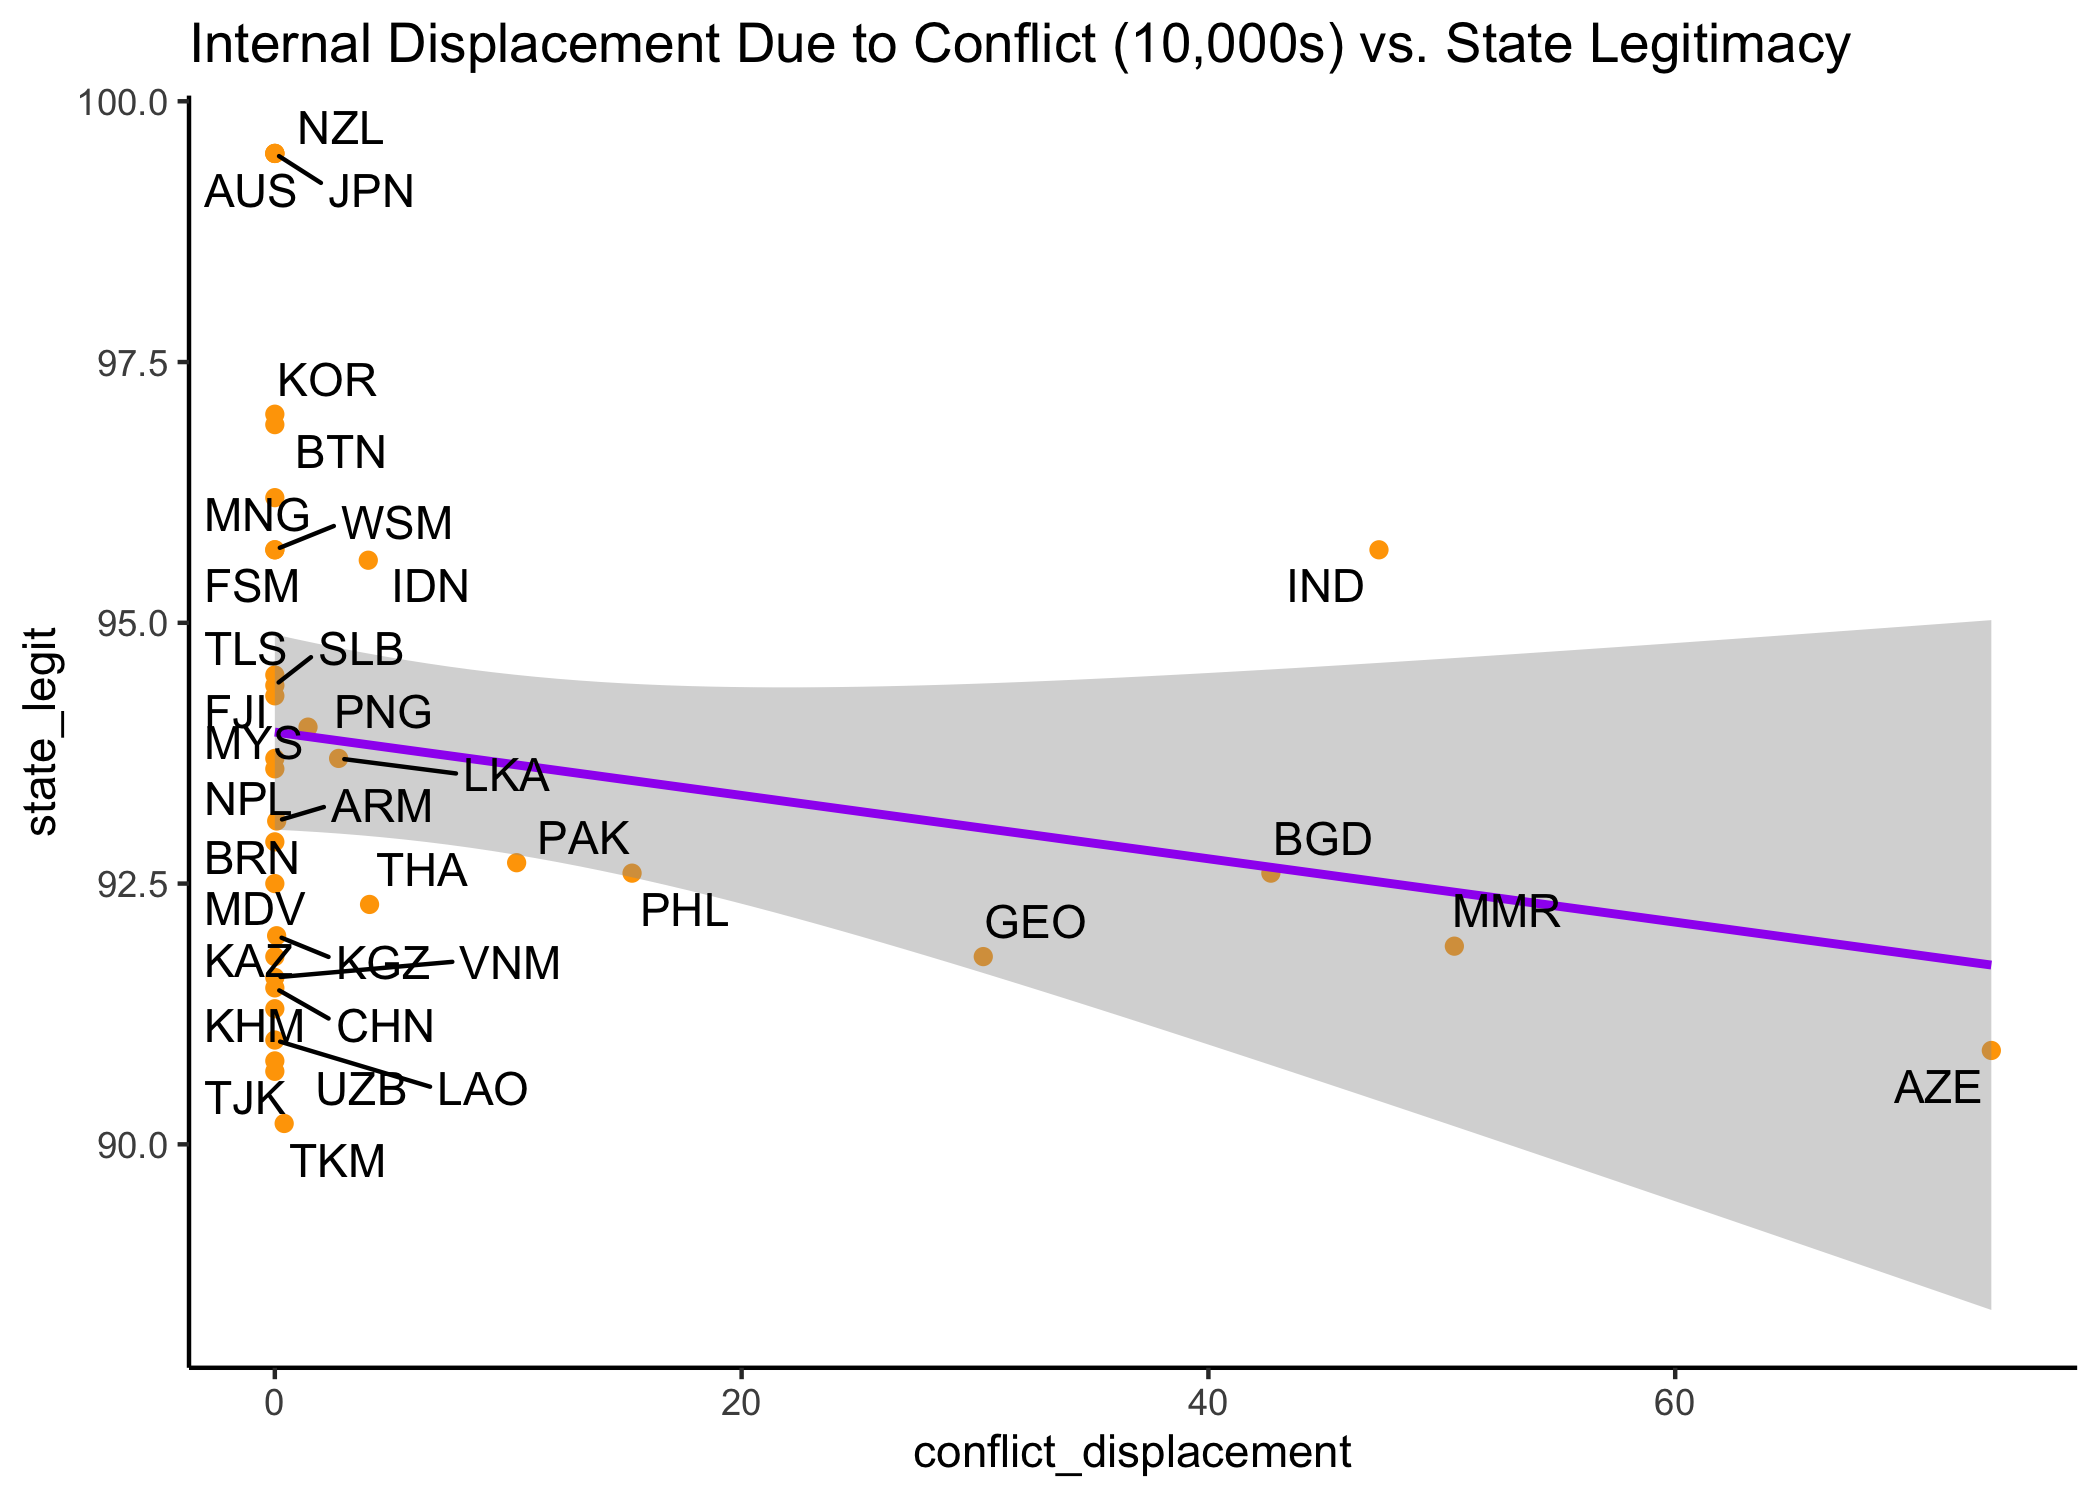 Internal Displacement Due to Conflict (10,000s) vs. State Legitimacy
100.0
NZL
AUS
JPN
97.5
KOR
BTN
MNG
WSM
FSM
IDN
IND
95.0
TLS
SLB
FJI
PNG
MYS
LKA
NPL
ARM
PAK
BGD
BRN
THA
92.5
MDV
PHL
GEO
MMR
KAZ
KGZ
VNM
KHM
CHN
TJK
UZB
LAO
AZE
90.0
TKM
state_legit
0
20
40
60
conflict_displacement